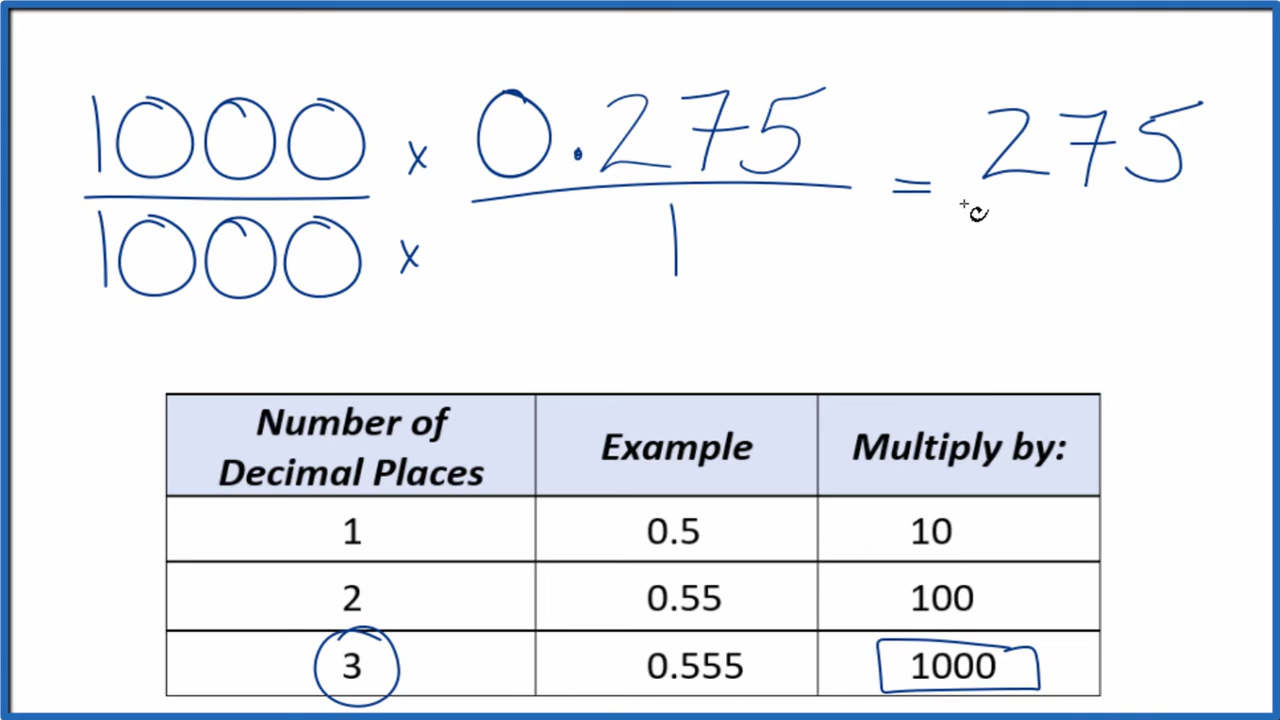 1000 × 0.275 = 275
1000 × 1
Number of Decimal Places Example Multiply by:
1 0.5 10
2 0.55 100
3 0.555 1000